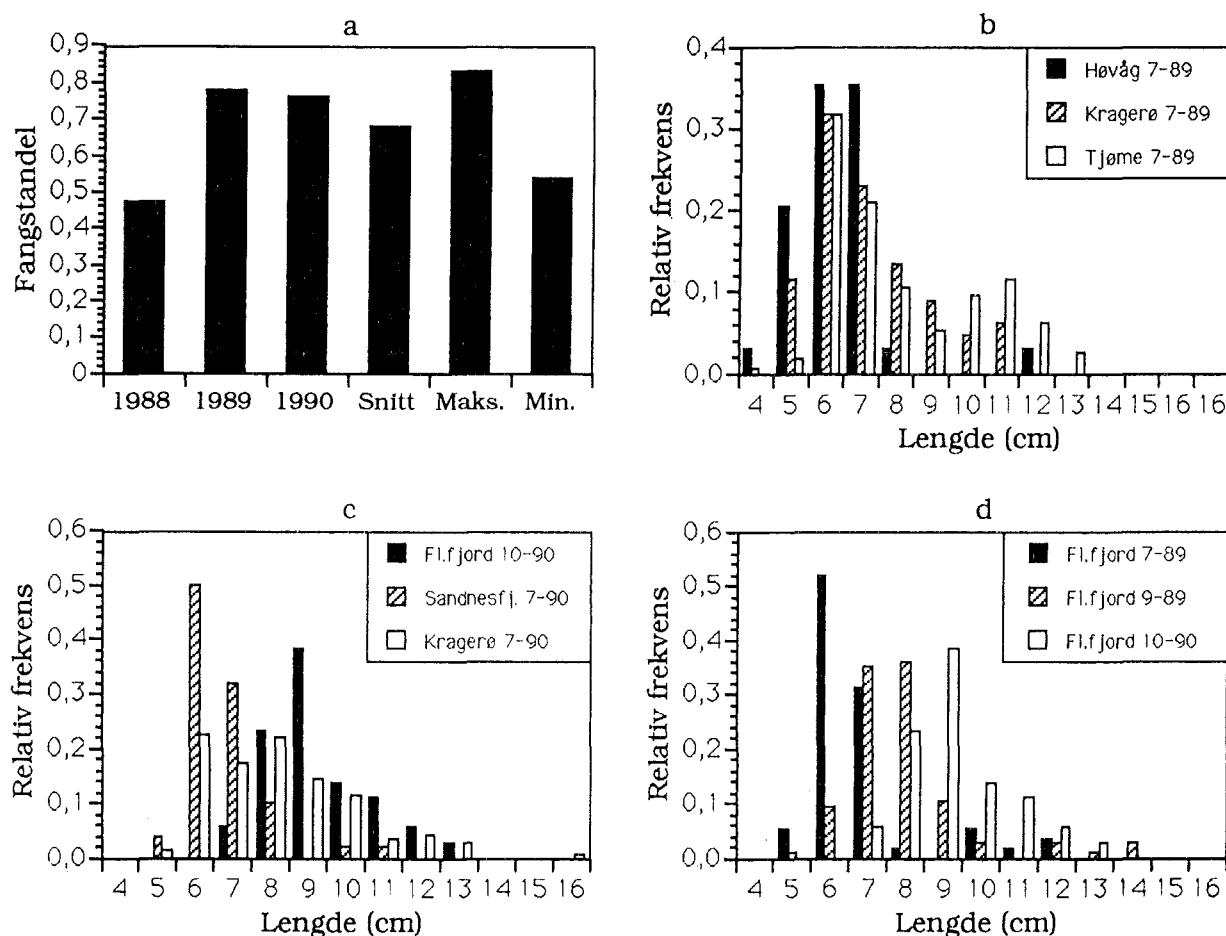 a
Fangstandel
0,9
0,8
0,7
0,6
0,5
0,4
0,3
0,2
0,1
0
1988 1989 1990 Snitt Maks. Min.
b
Relativ frekvens
0,4
0,3
0,2
0,1
0,0
Høvåg 7-89
Kragerø 7-89
Tjøme 7-89
4 5 6 7 8 9 10 11 12 13 14 15 16 16
Lengde (cm)
c
Relativ frekvens
0,6
0,5
0,4
0,3
0,2
0,1
0,0
Fl.fjord 10-90
Sandnesfj. 7-90
Kragerø 7-90
4 5 6 7 8 9 10 11 12 13 14 15 16
Lengde (cm)
d
Relativ frekvens
0,6
0,5
0,4
0,3
0,2
0,1
0,0
Fl.fjord 7-89
Fl.fjord 9-89
Fl.fjord 10-90
4 5 6 7 8 9 10 11 12 13 14 15 16
Lengde (cm)